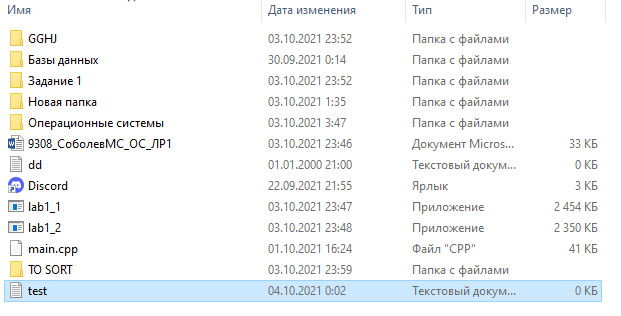 Имя Дата изменения Тип Размер
GGHJ 03.10.2021 23:52 Папка с файлами
Базы данных 30.09.2021 0:14 Папка с файлами
Задание 1 03.10.2021 23:52 Папка с файлами
Новая папка 03.10.2021 1:35 Папка с файлами
Операционные системы 03.10.2021 3:47 Папка с файлами
9308_СоболевМС_ОС_ЛР1 03.10.2021 23:46 Документ Micros... 33 КБ
dd 01.01.2000 21:00 Текстовый докум... 0 КБ
Discord 22.09.2021 21:55 Ярлык 3 КБ
lab1_1 03.10.2021 23:47 Приложение 2 454 КБ
lab1_2 03.10.2021 23:48 Приложение 2 350 КБ
main.cpp 01.10.2021 16:24 Файл "CPP" 41 КБ
TO SORT 03.10.2021 23:59 Папка с файлами
test 04.10.2021 0:02 Текстовый докум... 0 КБ